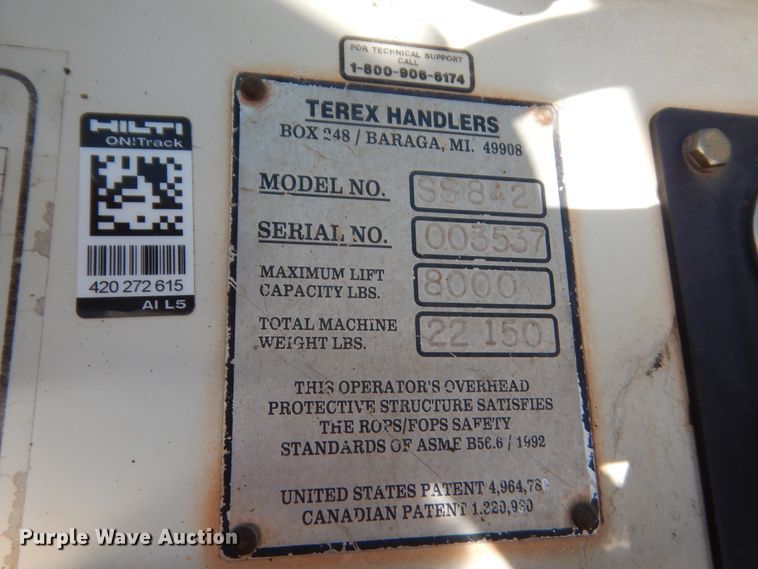 FOR TECHNICAL SUPPORT
CALL
1-800-906-6174
HILTI
ON!Track
420 272 615
AI L5
TEREX HANDLERS
BOX 248 / BARAGA, MI. 49908
MODEL NO. SS842
SERIAL NO. 003537
MAXIMUM LIFT
CAPACITY LBS. 8000
TOTAL MACHINE
WEIGHT LBS. 22 150
THIS OPERATOR'S OVERHEAD
PROTECTIVE STRUCTURE SATISFIES
THE ROPS/FOPS SAFETY
STANDARDS OF ASME B56.6 / 1992
UNITED STATES PATENT
CANADIAN PATENT
Purple Wave Auction